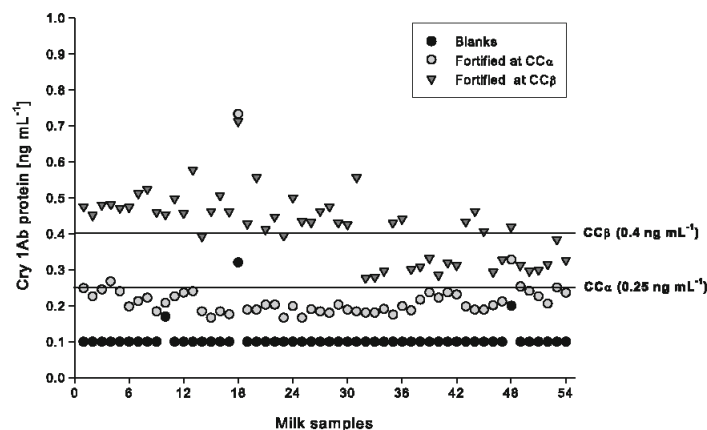 1.0
0.9
0.8
0.7
0.6
0.5
0.4
0.3
0.2
0.1
0.0
Cry 1Ab protein [ng mL⁻¹]
Blanks
Fortified at CCα
Fortified at CCβ
CCβ (0.4 ng mL⁻¹)
CCα (0.25 ng mL⁻¹)
0 6 12 18 24 30 36 42 48 54
Milk samples